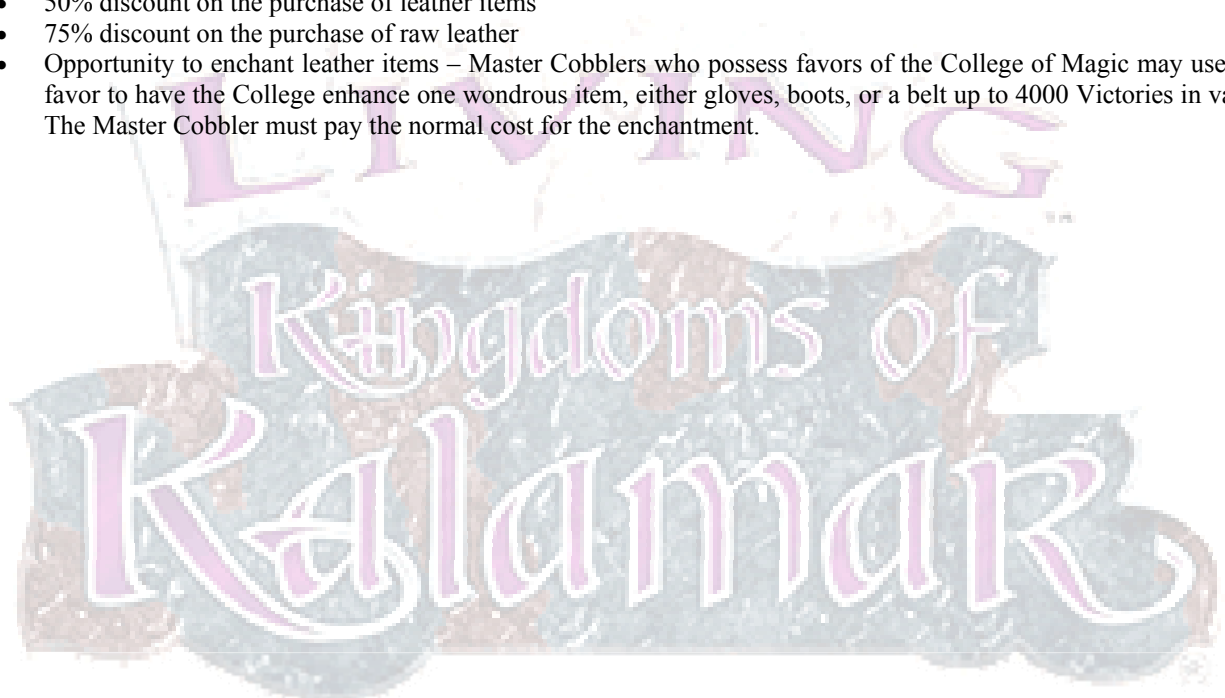 • 50% discount on the purchase of leather items
• 75% discount on the purchase of raw leather
• Opportunity to enchant leather items – Master Cobblers who possess favors of the College of Magic may use
favor to have the College enhance one wondrous item, either gloves, boots, or a belt up to 4000 Victories in va
The Master Cobbler must pay the normal cost for the enchantment.
LIVING
Kingdoms of
Kalamar